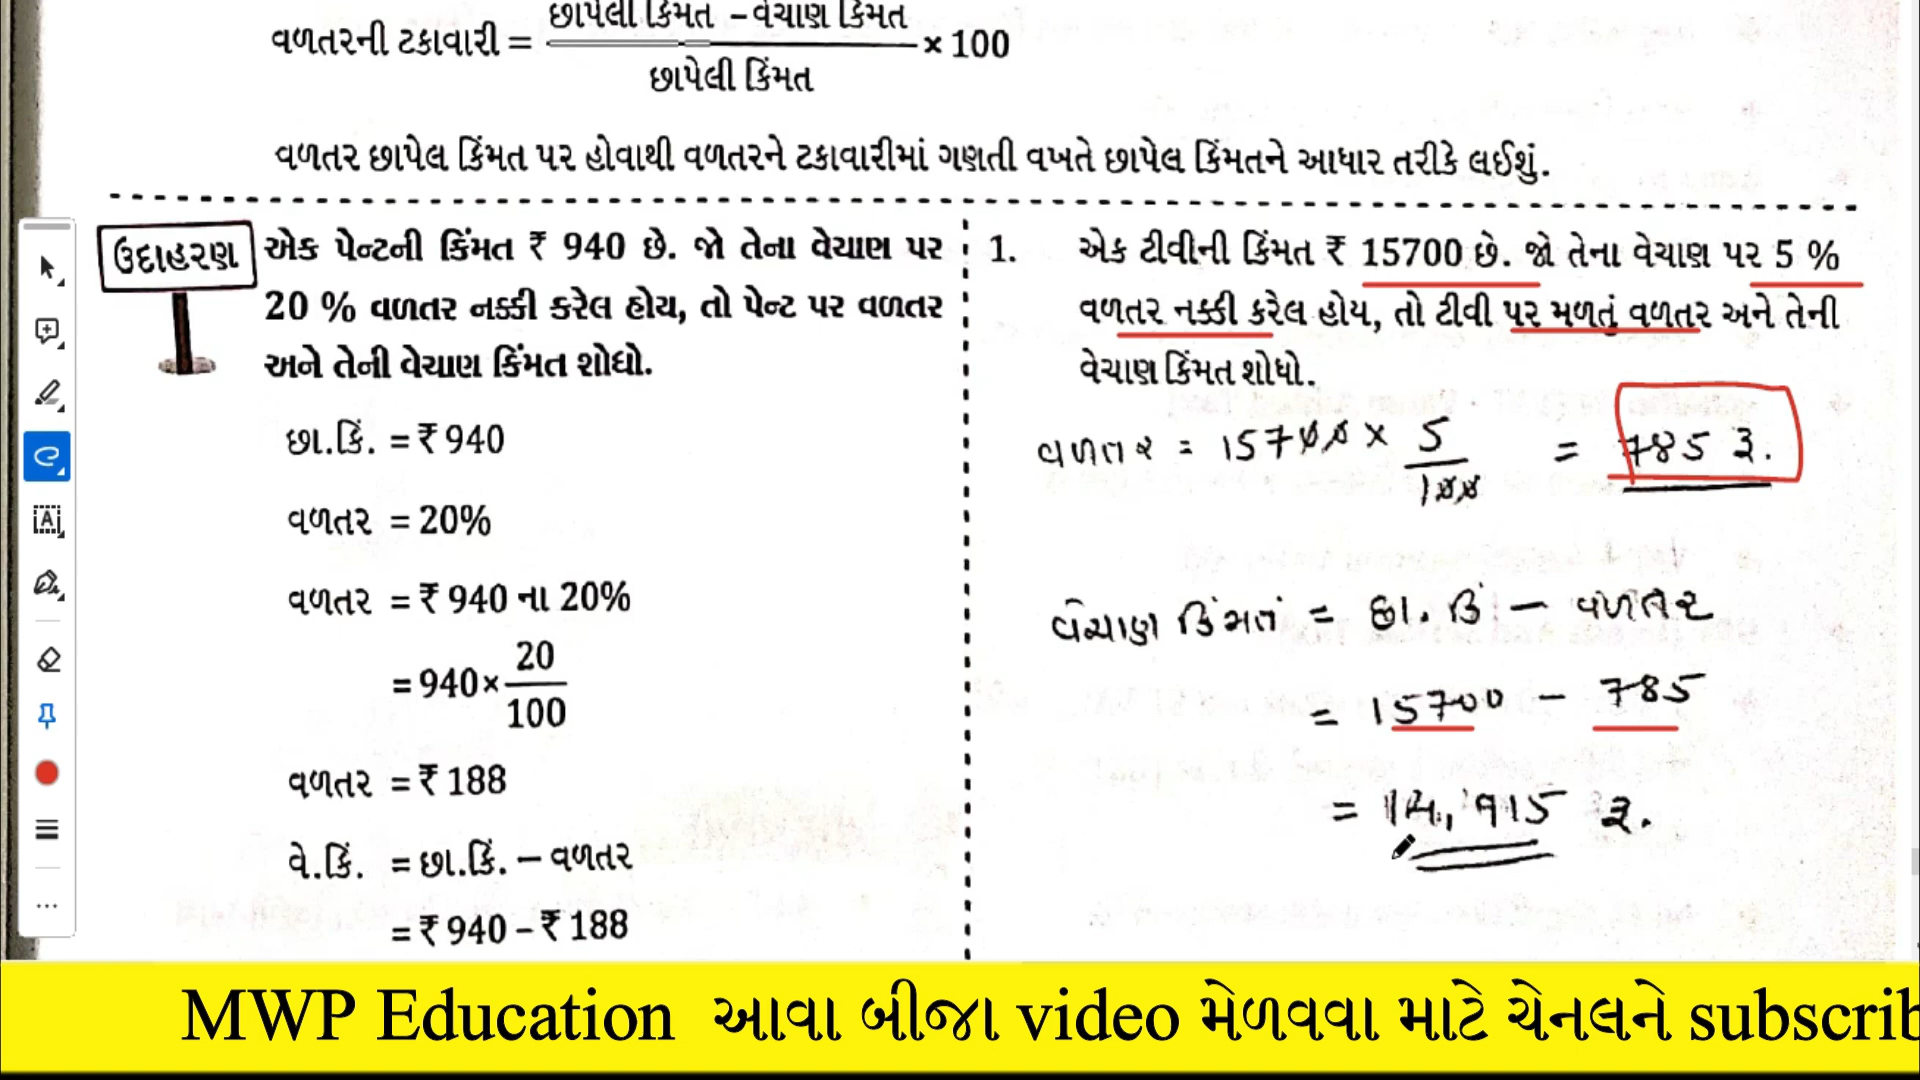 છાપેલી કિંમત – વેચાણ કિંમત
વળતરની ટકાવારી = × 100
છાપેલી કિંમત
વળતર છાપેલ કિંમત પર હોવાથી વળતરને ટકાવારીમાં ગણતી વખતે છાપેલ કિંમતને આધાર તરીકે લઈશું.
ઉદાહરણ
એક પેન્ટની કિંમત ₹ 940 છે. જો તેના વેચાણ પર
20 % વળતર નક્કી કરેલ હોય, તો પેન્ટ પર વળતર
અને તેની વેચાણ કિંમત શોધો.
છા.કિં. = ₹ 940
વળતર = 20%
વળતર = ₹ 940 ના 20%
= 940 × 20/100
વળતર = ₹ 188
વે.કિં. = છા.કિં. – વળતર
= ₹ 940 – ₹ 188
1. એક ટીવીની કિંમત ₹ 15700 છે. જો તેના વેચાણ પર 5 %
વળતર નક્કી કરેલ હોય, તો ટીવી પર મળતું વળતર અને તેની
વેચાણ કિંમત શોધો.
વળતર = 15700 × 5/100 = 785 રૂ.
વેચાણ કિંમત = છા. કિં – વળતર
= 15700 – 785
= 14,915 રૂ.
MWP Education આવા બીજા video મેળવવા માટે ચેનલને subscrib